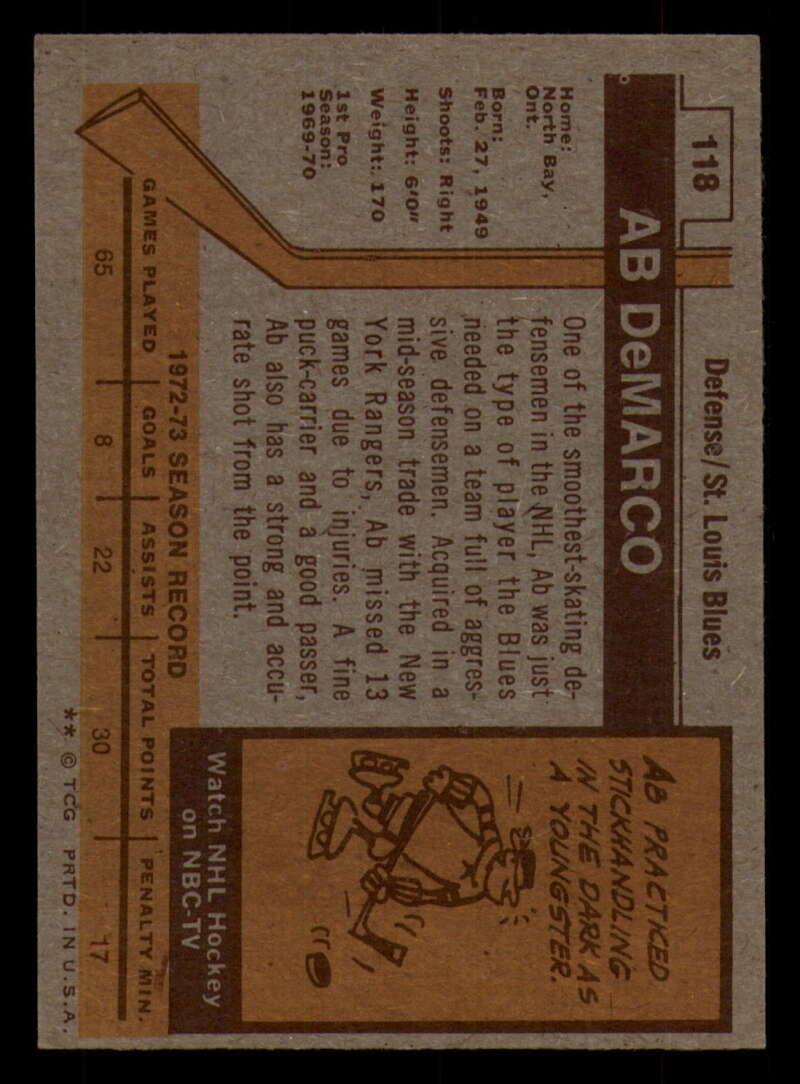 118
Defense/St. Louis Blues
AB DeMARCO
Home:
North Bay,
Ont.
Born:
Feb. 27, 1949
Shoots: Right
Height: 6'0"
Weight: 170
1st Pro
Season:
1969-70
One of the smoothest-skating de-
fensemen in the NHL, Ab was just
the type of player the Blues
needed on a team full of aggres-
sive defensemen. Acquired in a
mid-season trade with the New
York Rangers, Ab missed 13
games due to injuries. A fine
puck-carrier and a good passer,
Ab also has a strong and accu-
rate shot from the point.
AB PRACTICED
STICKHANDLING
IN THE DARK AS
A YOUNGSTER.
Watch NHL Hockey
on NBC-TV
1972-73 SEASON RECORD
GAMES PLAYED GOALS ASSISTS TOTAL POINTS PENALTY MIN.
65 8 22 30 17
** © TCG PRTD. IN U.S.A.